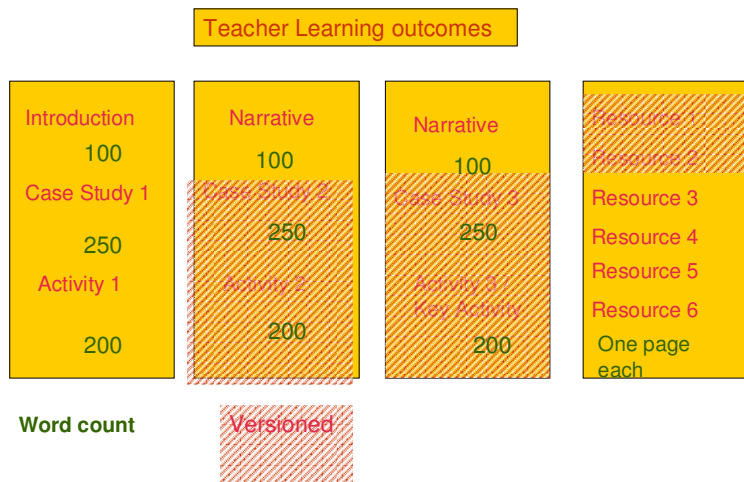 Teacher Learning outcomes
Introduction
100
Case Study 1
250
Activity 1
200
Narrative
100
Case Study 2
250
Activity 2
200
Narrative
100
Case Study 3
250
Activity 3 /
Key Activity
200
Resource 1
Resource 2
Resource 3
Resource 4
Resource 5
Resource 6
One page
each
Word count
Versioned